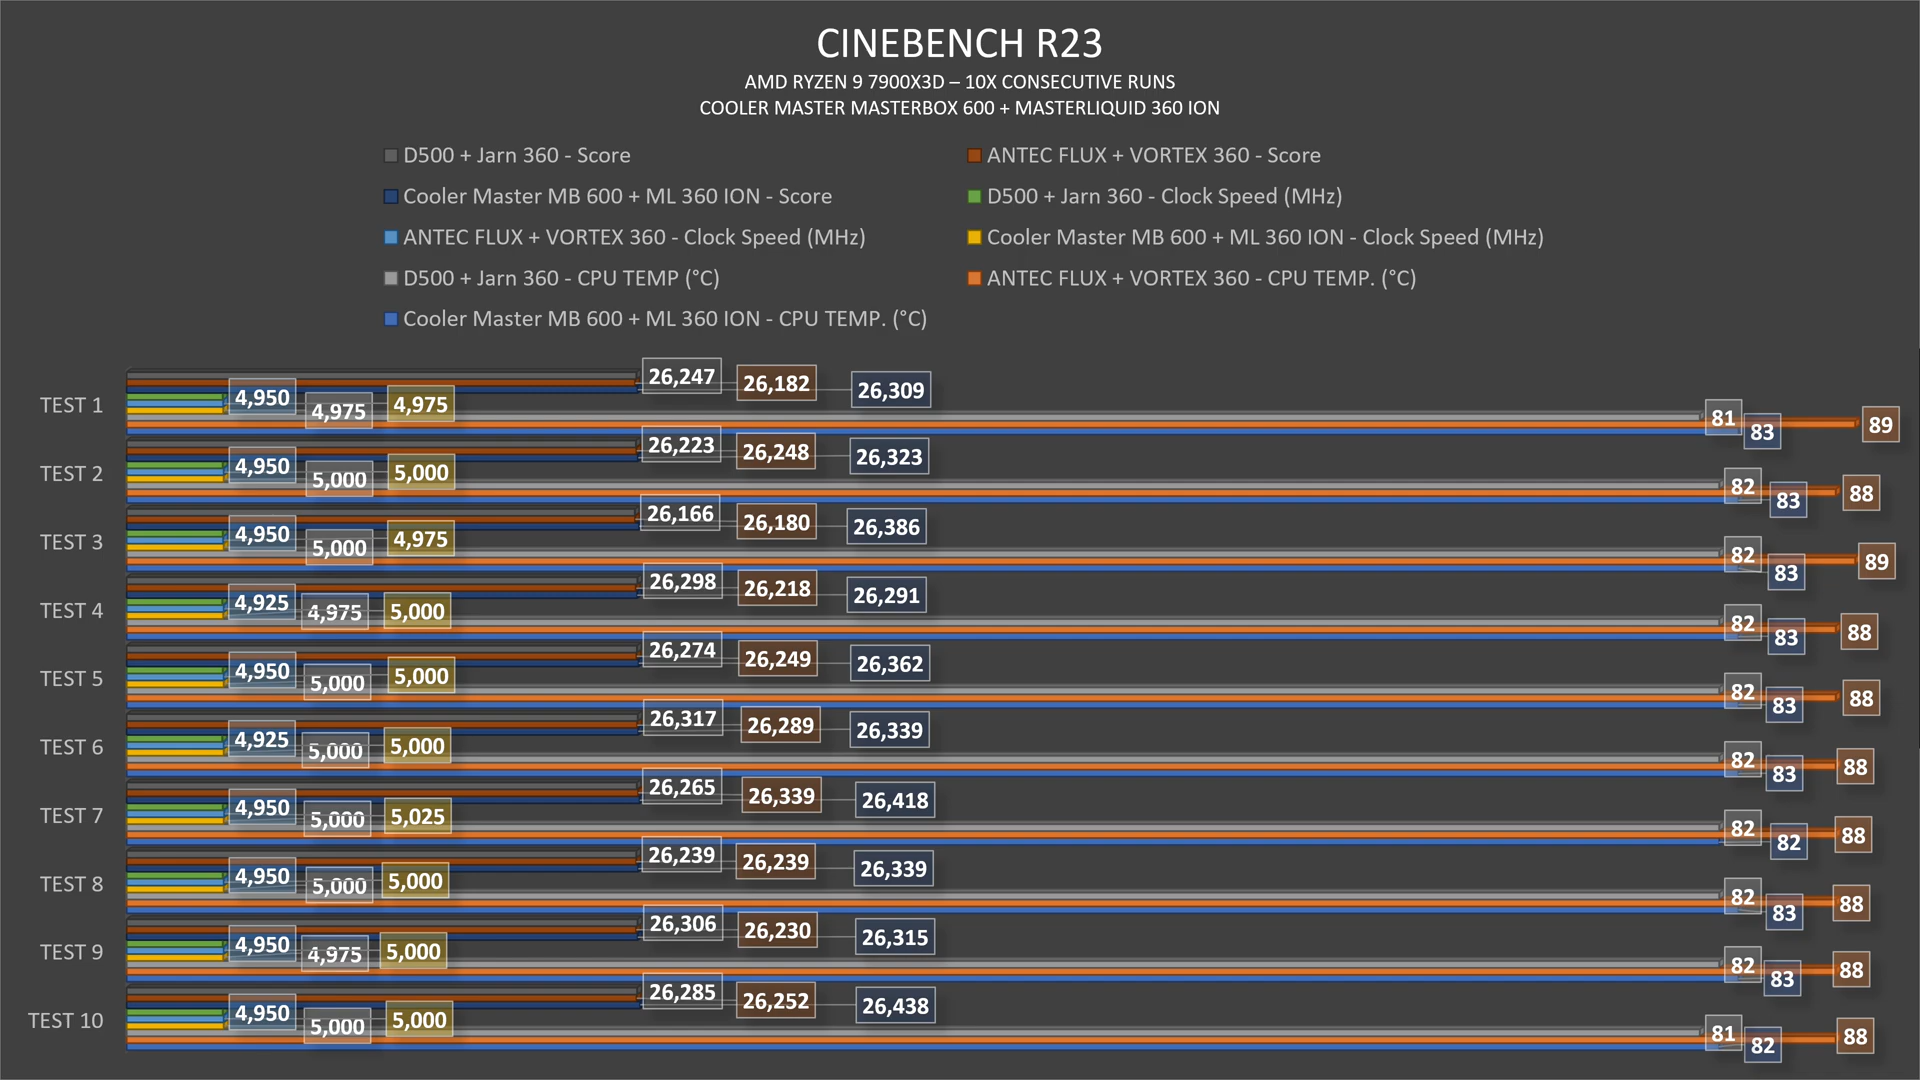 CINEBENCH R23
AMD RYZEN 9 7900X3D – 10X CONSECUTIVE RUNS
COOLER MASTER MASTERBOX 600 + MASTERLIQUID 360 ION
D500 + Jarn 360 - Score
ANTEC FLUX + VORTEX 360 - Score
Cooler Master MB 600 + ML 360 ION - Score
D500 + Jarn 360 - Clock Speed (MHz)
ANTEC FLUX + VORTEX 360 - Clock Speed (MHz)
Cooler Master MB 600 + ML 360 ION - Clock Speed (MHz)
D500 + Jarn 360 - CPU TEMP (°C)
ANTEC FLUX + VORTEX 360 - CPU TEMP. (°C)
Cooler Master MB 600 + ML 360 ION - CPU TEMP. (°C)
TEST 1 4,950 4,975 4,975 26,247 26,182 26,309 81 83 89
TEST 2 4,950 5,000 5,000 26,223 26,248 26,323 82 83 88
TEST 3 4,950 5,000 4,975 26,166 26,180 26,386 82 83 89
TEST 4 4,925 4,975 5,000 26,298 26,218 26,291 82 83 88
TEST 5 4,950 5,000 5,000 26,274 26,249 26,362 82 83 88
TEST 6 4,925 5,000 5,000 26,317 26,289 26,339 82 83 88
TEST 7 4,950 5,000 5,025 26,265 26,339 26,418 82 82 88
TEST 8 4,950 5,000 5,000 26,239 26,239 26,339 82 83 88
TEST 9 4,950 4,975 5,000 26,306 26,230 26,315 82 83 88
TEST 10 4,950 5,000 5,000 26,285 26,252 26,438 81 82 88